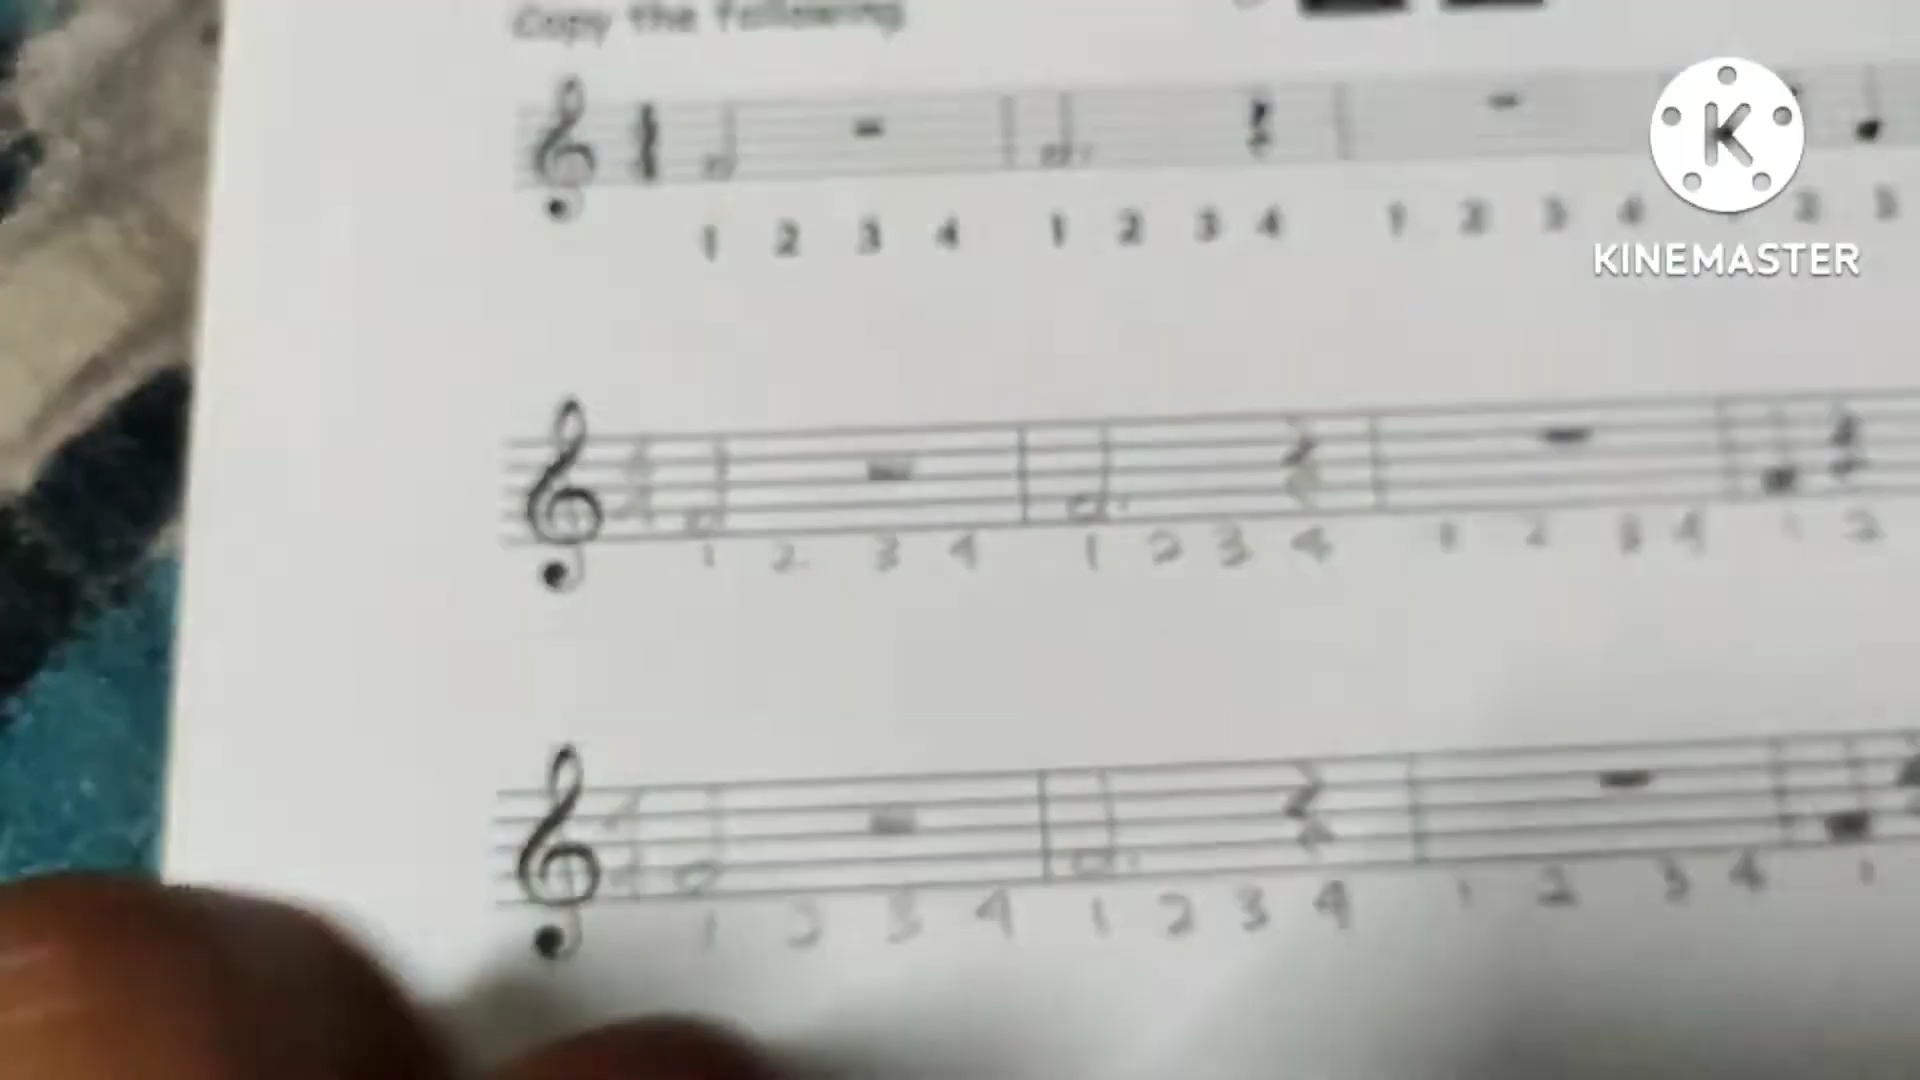 Copy the following
1 2 3 4 1 2 3 4 1 2 3 4 2 3
K
KINEMASTER
1 2 3 4 1 2 3 4 1 2 3 4 1 2
1 2 3 4 1 2 3 4 1 2 3 4 1